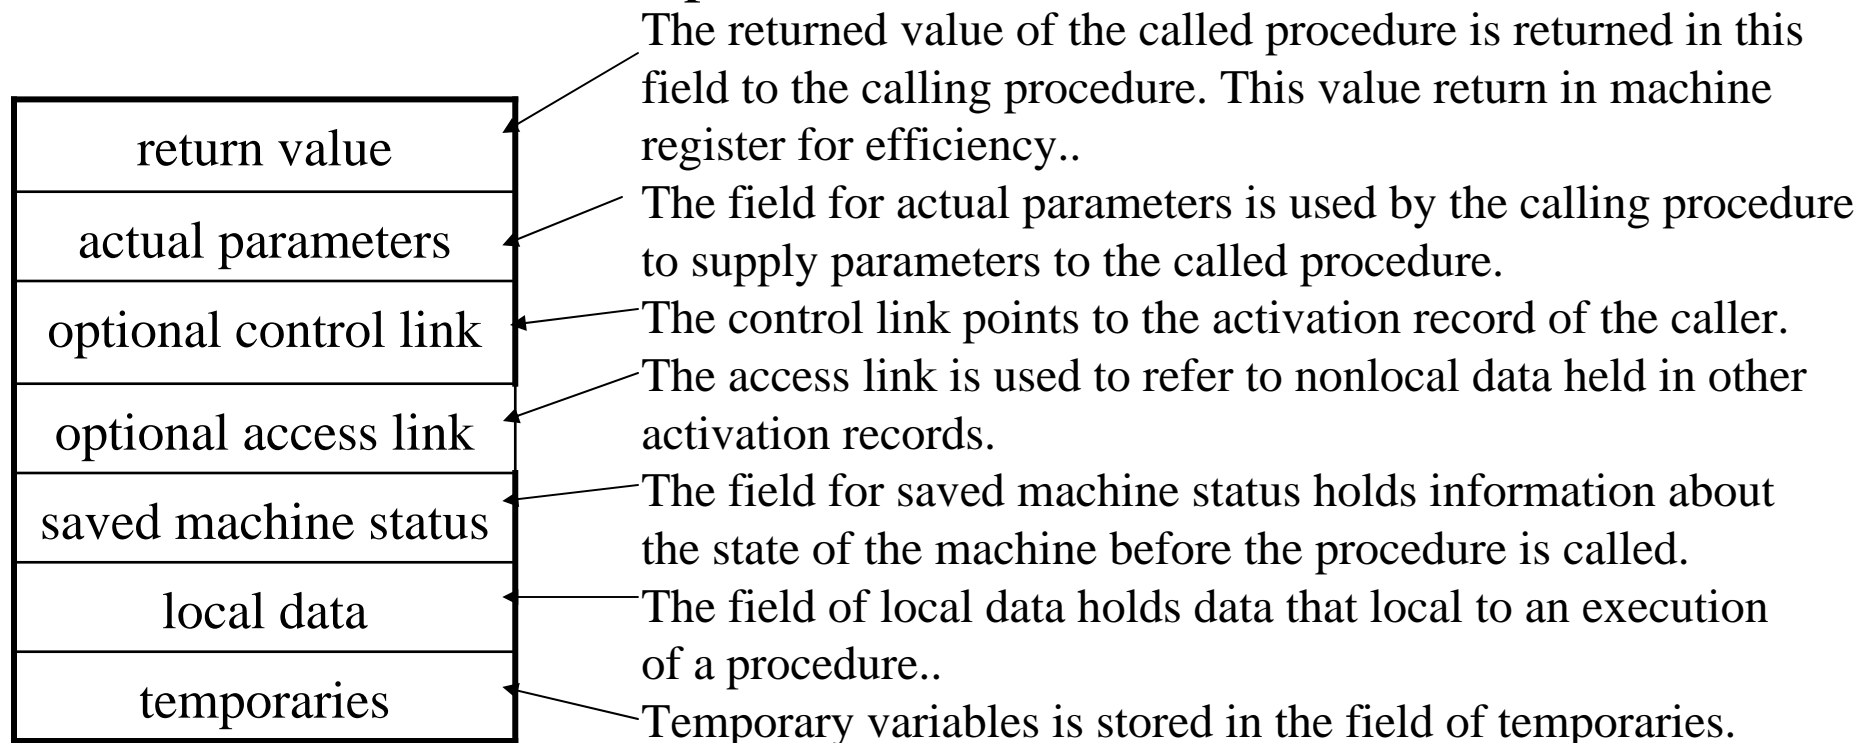 The returned value of the called procedure is returned in this
field to the calling procedure. This value return in machine
register for efficiency..
The field for actual parameters is used by the calling procedure
to supply parameters to the called procedure.
The control link points to the activation record of the caller.
The access link is used to refer to nonlocal data held in other
activation records.
The field for saved machine status holds information about
the state of the machine before the procedure is called.
The field of local data holds data that local to an execution
of a procedure..
Temporary variables is stored in the field of temporaries.
return value
actual parameters
optional control link
optional access link
saved machine status
local data
temporaries